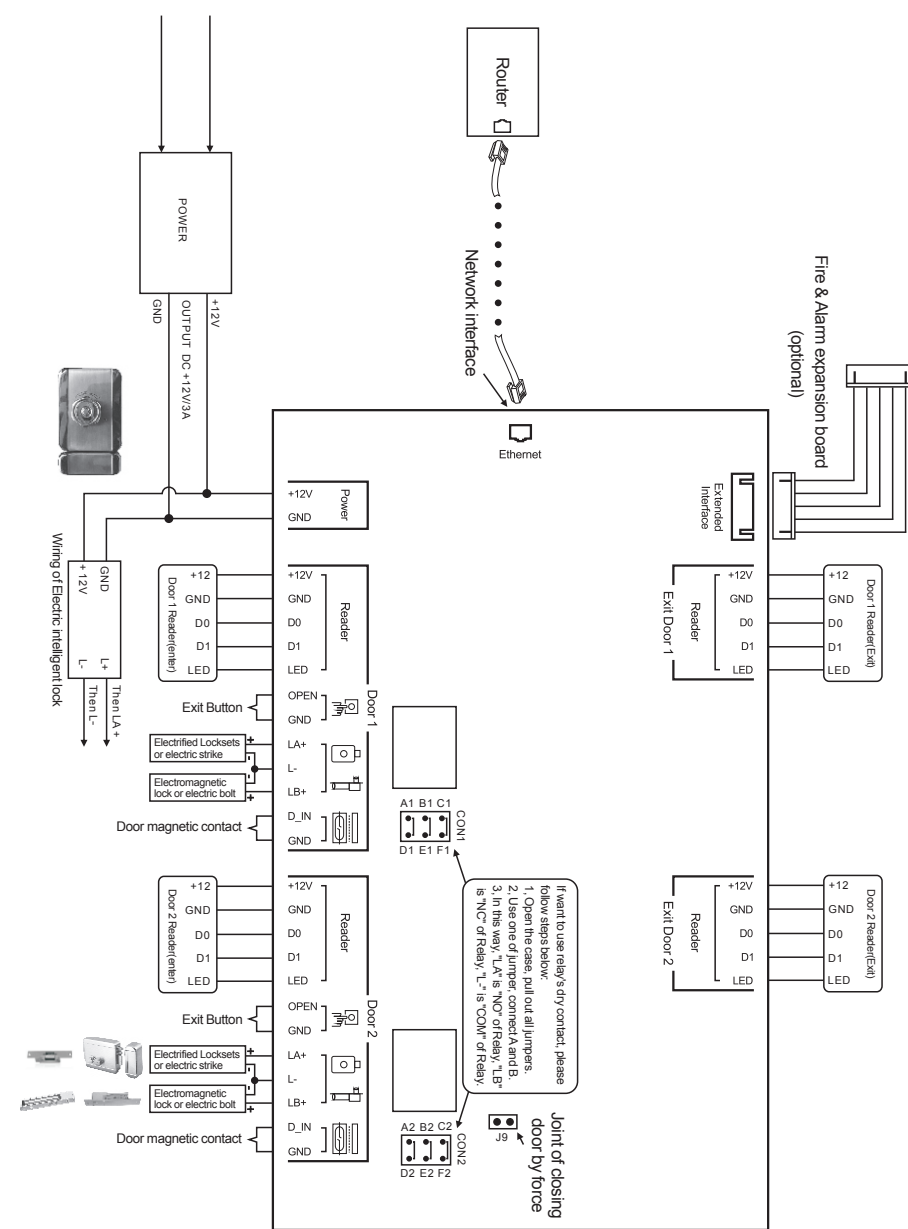 Router
Network interface
Fire & Alarm expansion board
(optional)
POWER
GND
OUTPUT DC +12V/3A
+12V
Ethernet
Extended
Interface
Power
+12V
GND
Wiring of Electric intelligent lock
+12V
GND
L-
L+
Then L-
Then LA+
Door 1 Reader(enter)
+12
GND
D0
D1
LED
+12V
GND
D0
D1
LED
Reader
Door 1
Exit Button
OPEN
GND
Electrified Locksets
or electric strike
+
-
LA+
L-
LB+
Electromagnetic
lock or electric bolt
-
+
Door magnetic contact
D_IN
GND
A1 B1 C1
CON1
D1 E1 F1
Exit Door 1
Reader
+12V
GND
D0
D1
LED
+12
GND
D0
D1
LED
Door 1 Reader(Exit)
If want to use relay's dry contact, please
follow steps below:
1, Open the case, pull out all jumpers.
2, Use one of jumper, connect A and B.
3, In this way, "LA" is "NO" of Relay, "LB"
is "NC" of Relay, "L-" is "COM" of Relay.
Door 2 Reader(enter)
+12
GND
D0
D1
LED
+12V
GND
D0
D1
LED
Reader
Door 2
Exit Button
OPEN
GND
Electrified Locksets
or electric strike
+
-
LA+
L-
LB+
Electromagnetic
lock or electric bolt
-
+
Door magnetic contact
D_IN
GND
A2 B2 C2
CON2
D2 E2 F2
Exit Door 2
Reader
+12V
GND
D0
D1
LED
+12
GND
D0
D1
LED
Door 2 Reader(Exit)
J9
Joint of closing
door by force